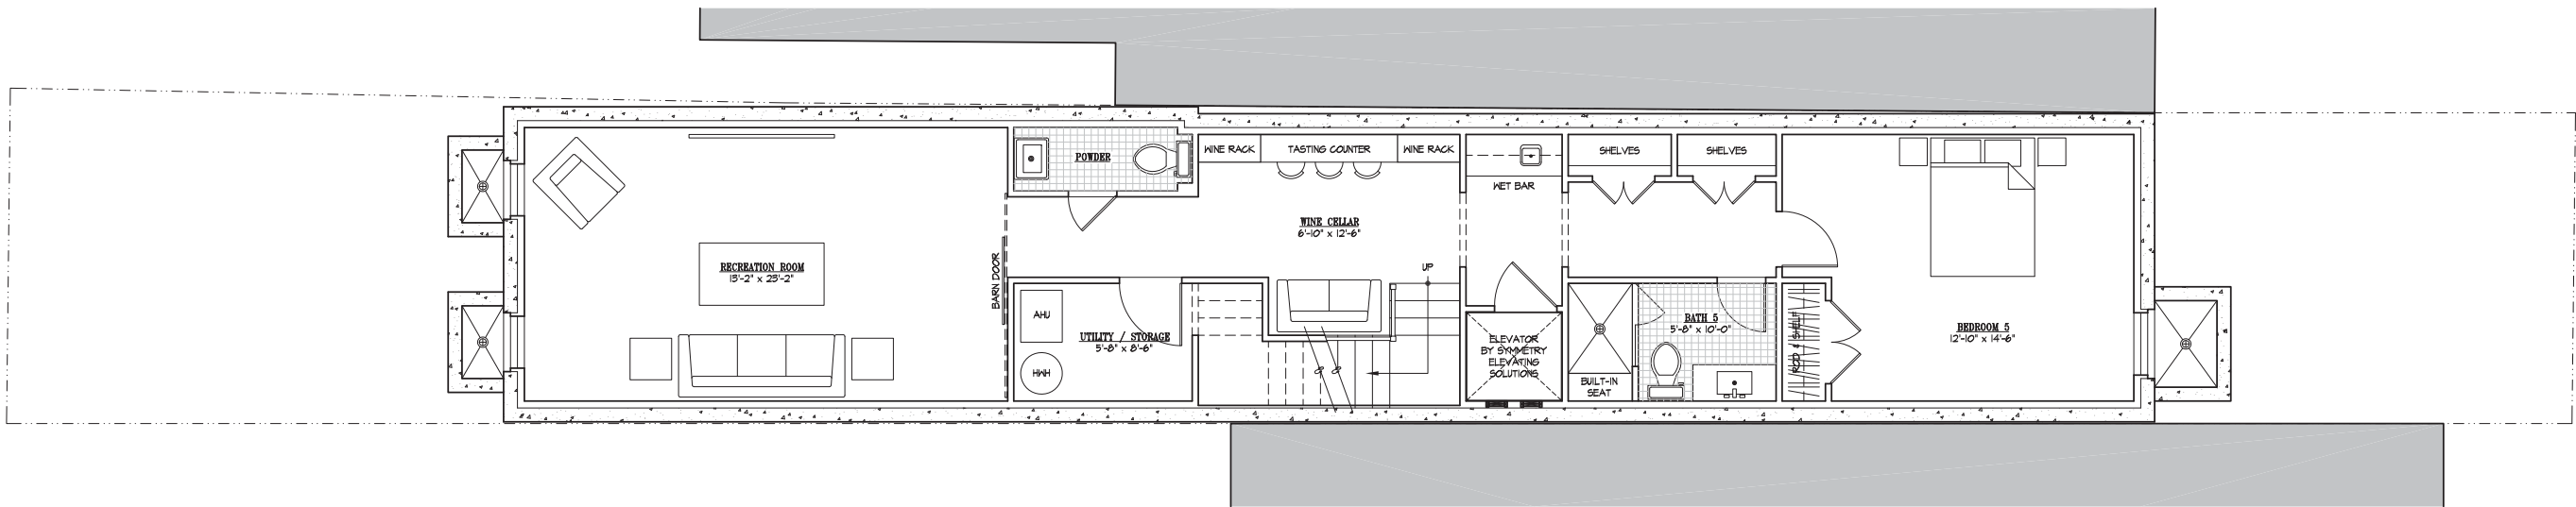 POWDER
WINE RACK
TASTING COUNTER
WINE RACK
WET BAR
SHELVES
SHELVES
WINE CELLAR
6'-10" x 12'-6"
RECREATION ROOM
13'-2" x 23'-2"
BARN DOOR
UP
AHU
HWH
UTILITY / STORAGE
5'-8" x 8'-6"
ELEVATOR
BY SYMMETRY
ELEVATING
SOLUTIONS
BUILT-IN
SEAT
BATH 5
5'-8" x 10'-0"
ROD & SHELF
BEDROOM 5
12'-10" x 14'-6"